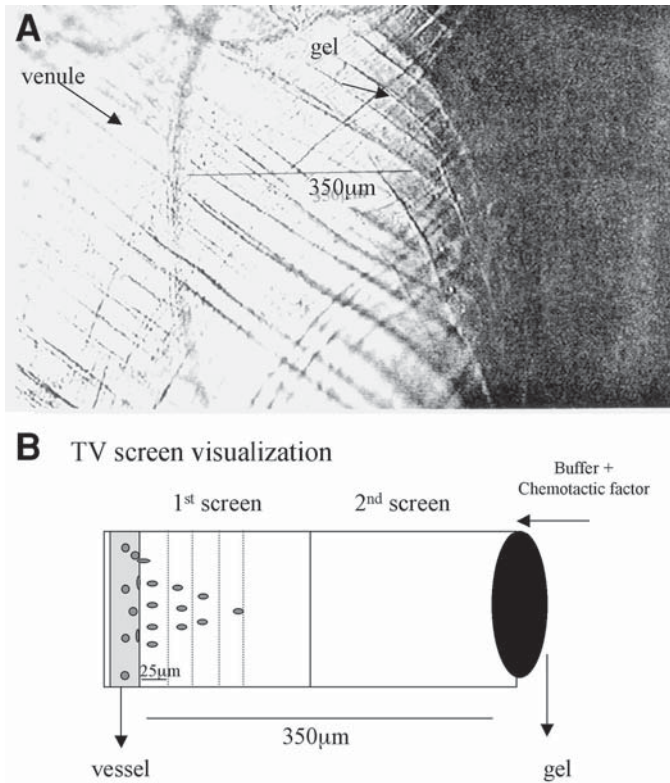 A
venule
gel
350µm
B TV screen visualization
Buffer +
Chemotactic factor
1st screen
2nd screen
25µm
350µm
vessel
gel